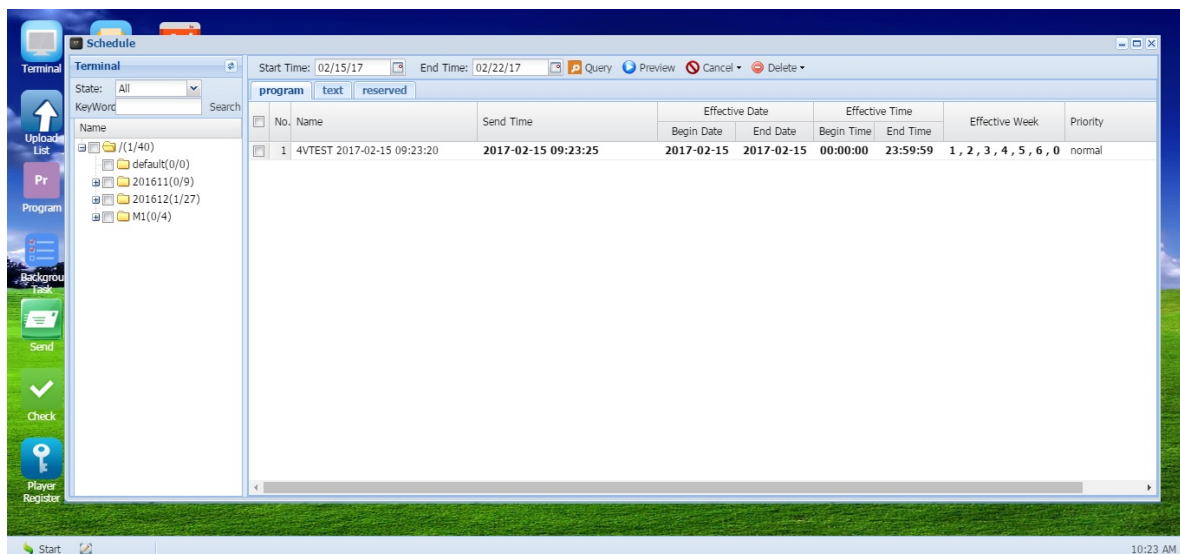 Schedule
Terminal
Upload
List
Pr
Program
Backgrou
Task
Send
Check
Player
Register
Terminal
State: All
KeyWord Search
Name
/(1/40)
default(0/0)
201611(0/9)
201612(1/27)
M1(0/4)
Start Time: 02/15/17 End Time: 02/22/17 Query Preview Cancel Delete
program text reserved
No. Name Send Time Effective Date Effective Time Effective Week Priority
Begin Date End Date Begin Time End Time
1 4VTEST 2017-02-15 09:23:20 2017-02-15 09:23:25 2017-02-15 2017-02-15 00:00:00 23:59:59 1 , 2 , 3 , 4 , 5 , 6 , 0 normal
Start 10:23 AM